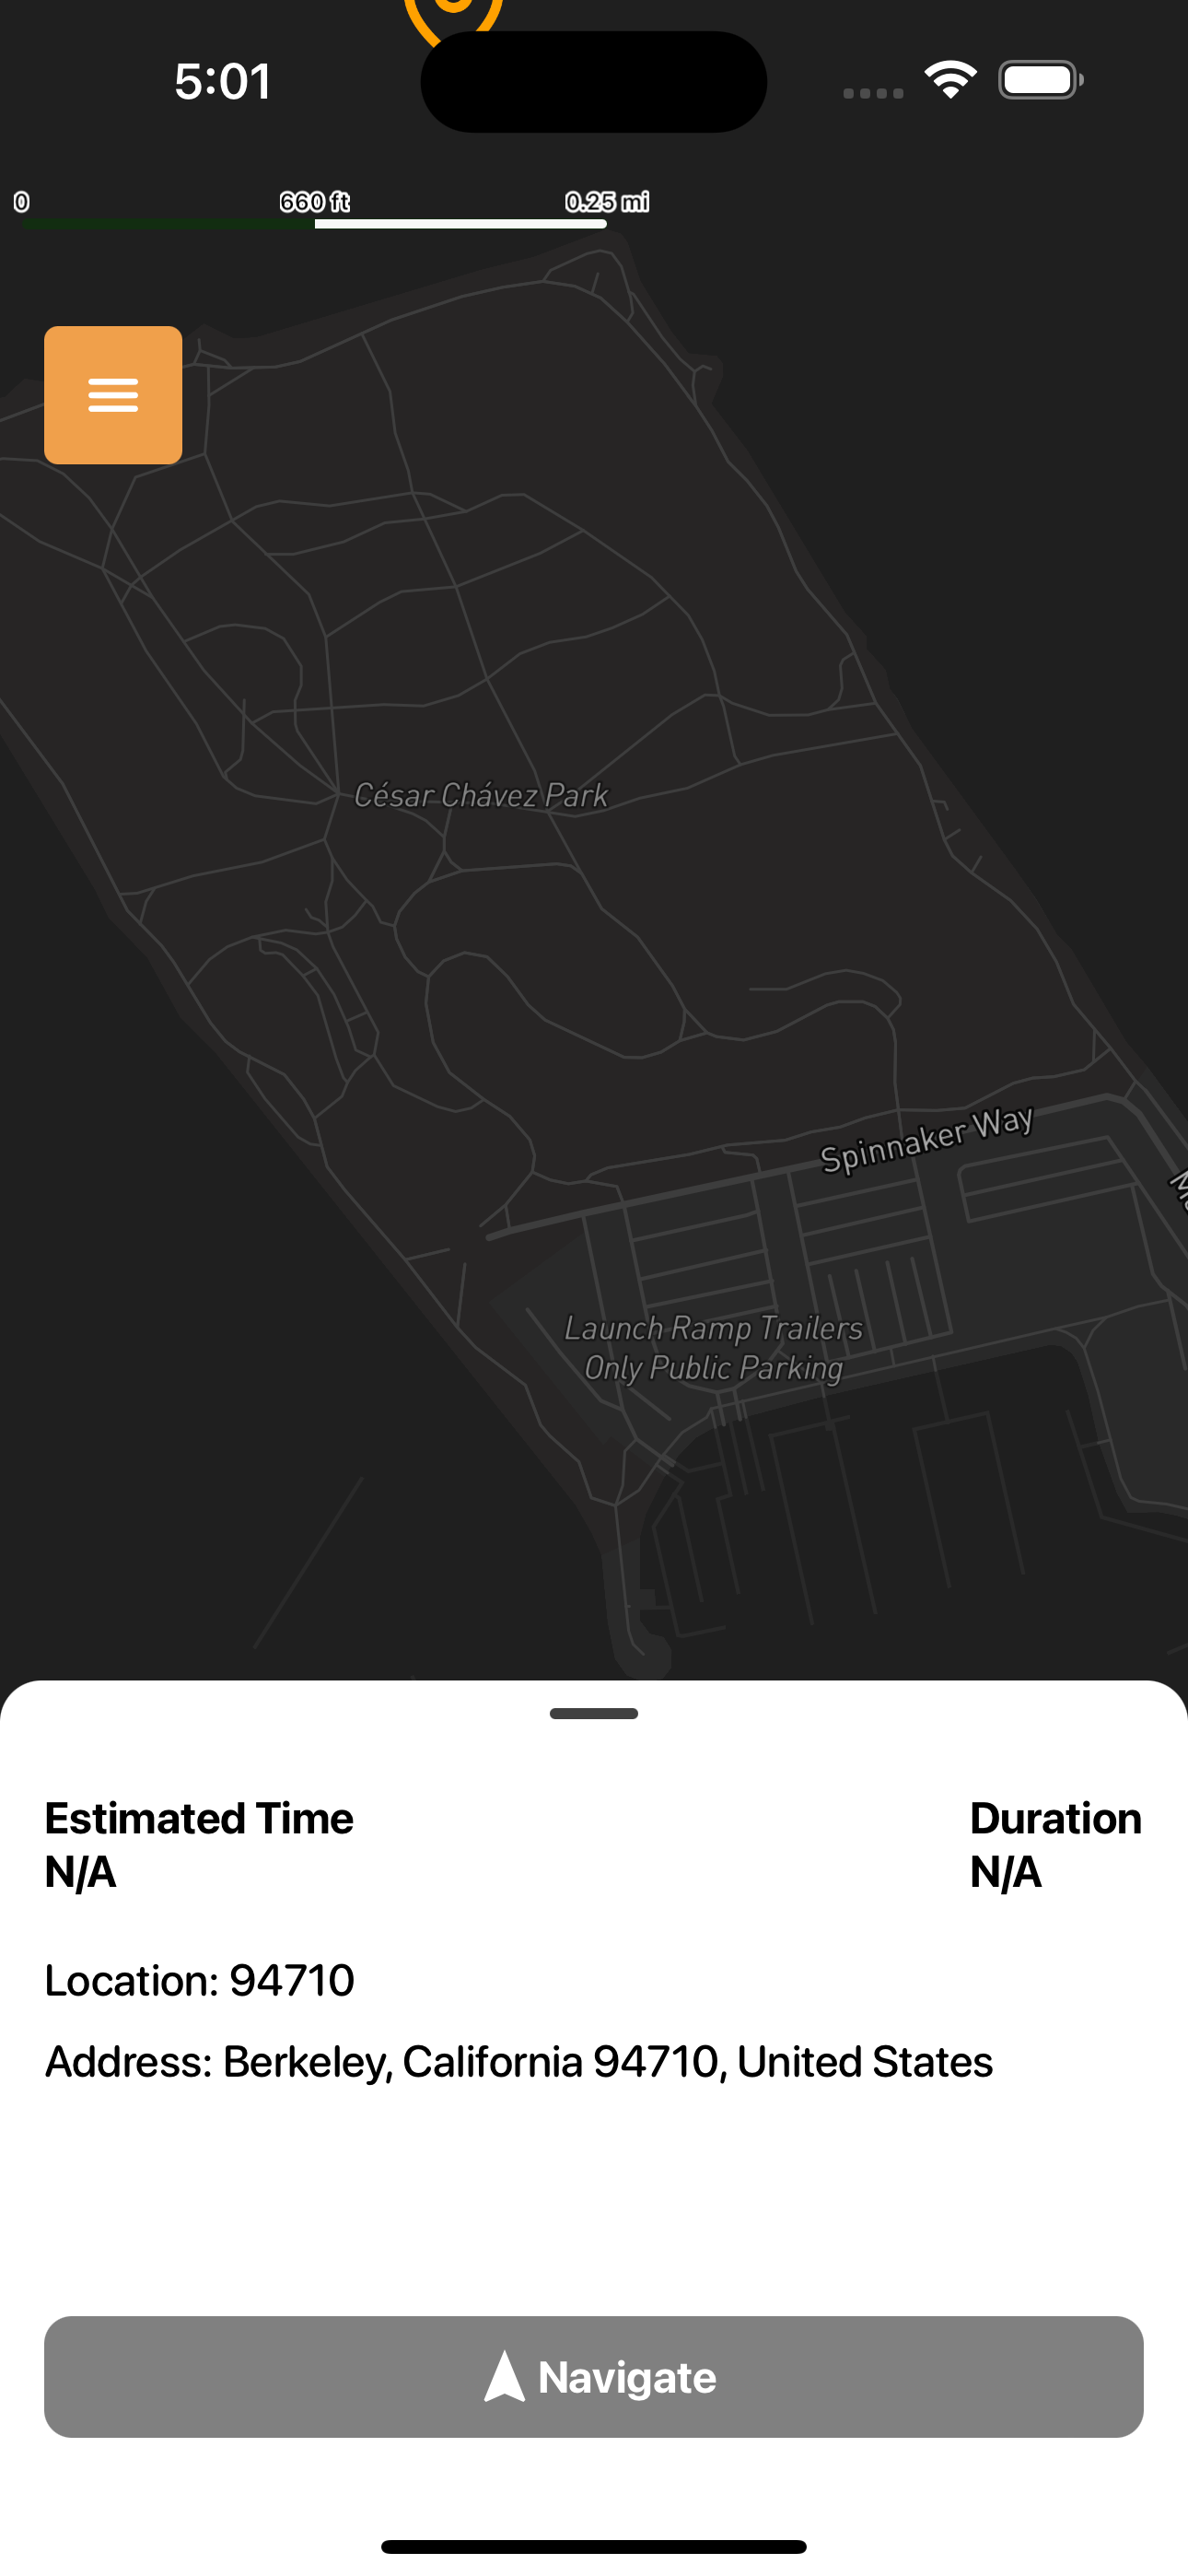 5:01
0 660 ft 0.25 mi
César Chávez Park
Spinnaker Way
Launch Ramp Trailers
Only Public Parking
Estimated Time
N/A
Duration
N/A
Location: 94710
Address: Berkeley, California 94710, United States
Navigate